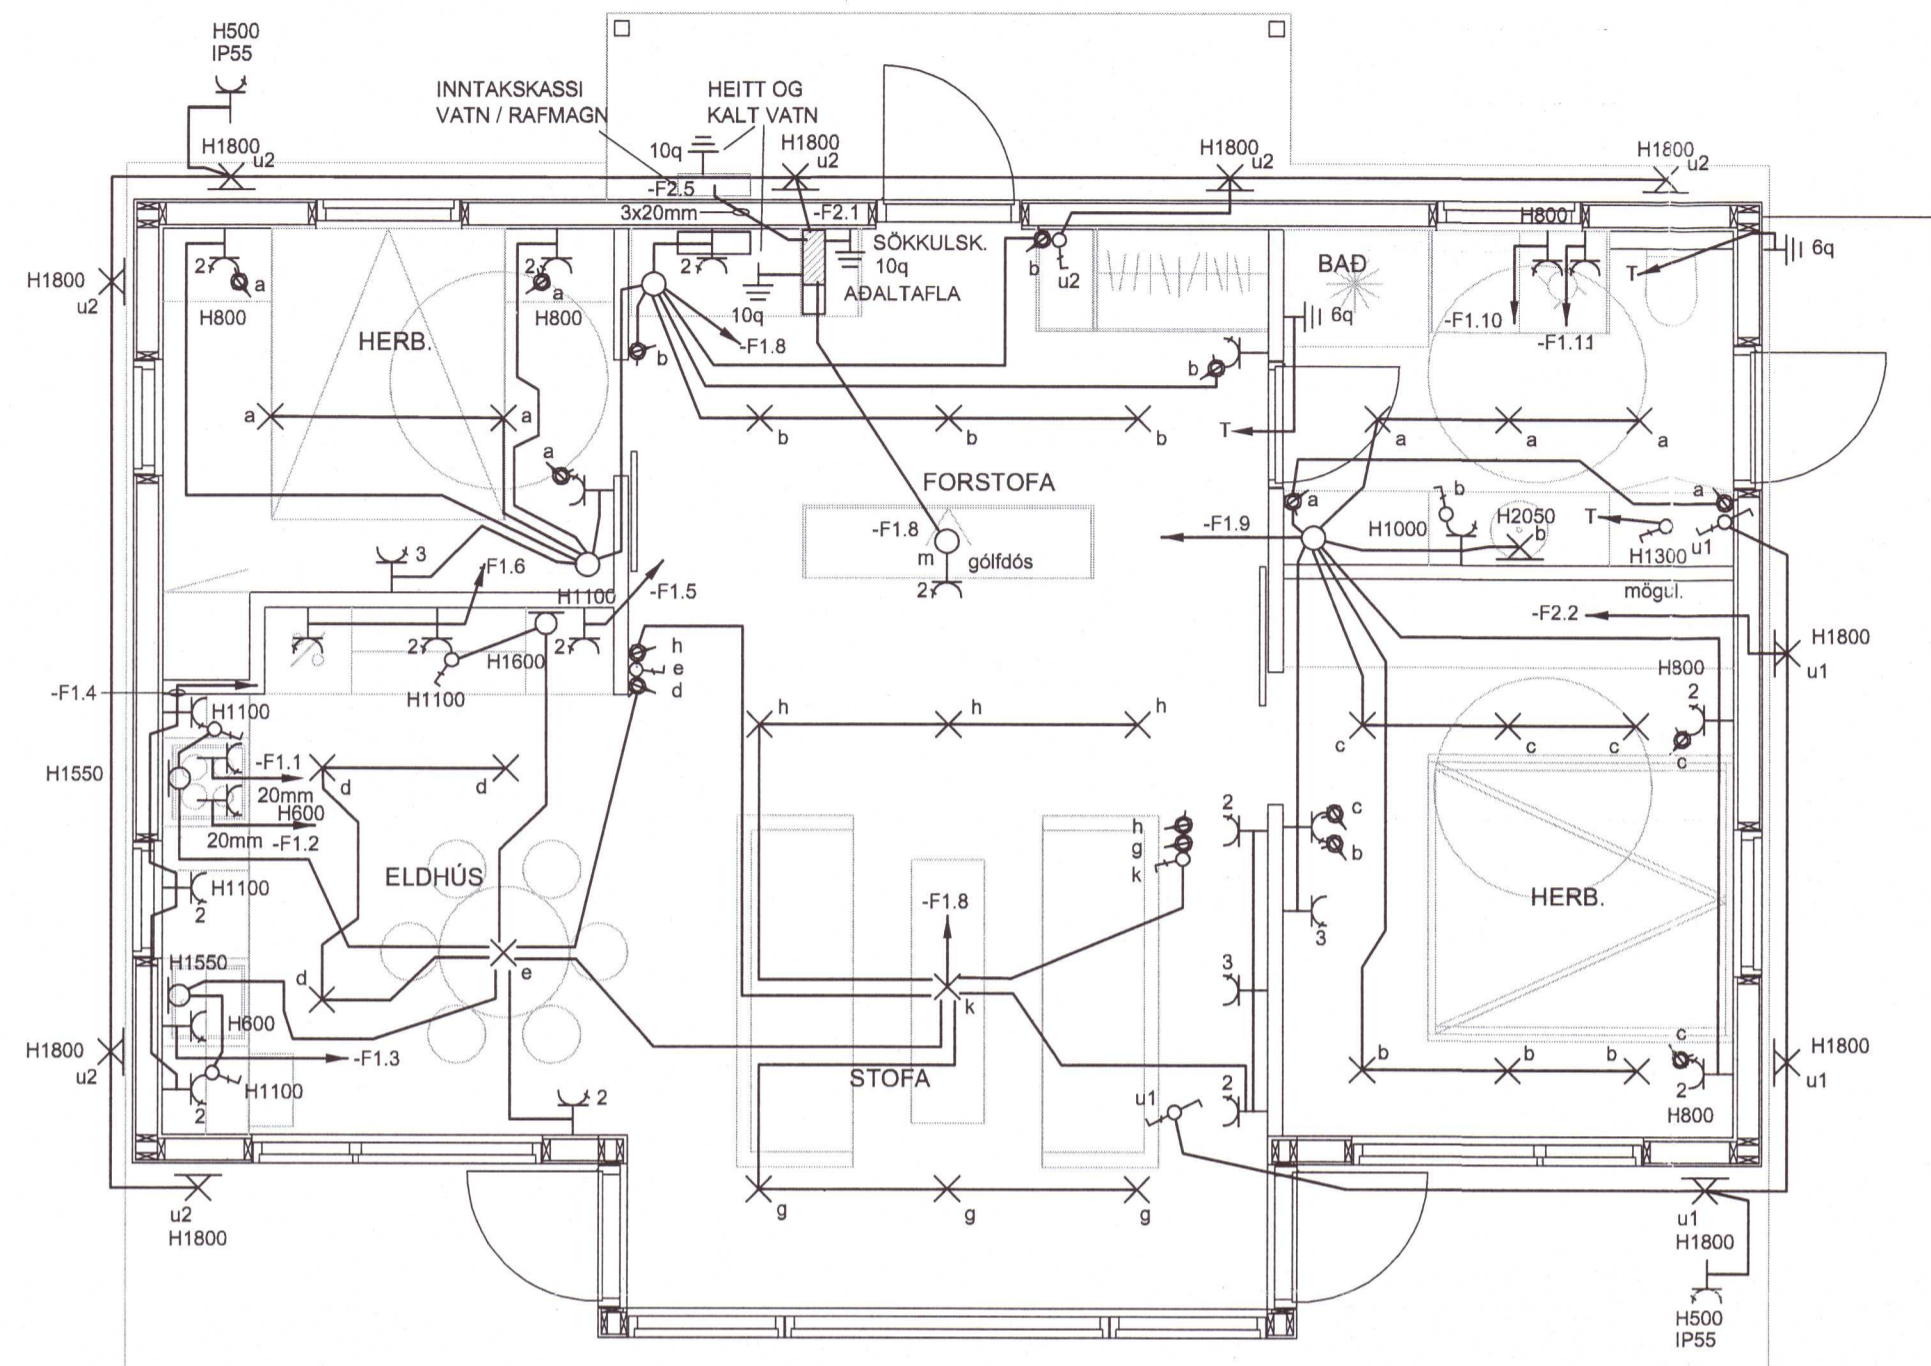 H500
IP55
INNTAKSKASSI
VATN / RAFMAGN
HEITT OG
KALT VATN
H1800
u2
10q
H1800
u2
H1800
u2
H1800
u2
-F2.5
3x20mm
-F2.1
H800
SÖKKULSK.
10q
AÐALTAFLA
2
10q
b
u2
BAÐ
T
6q
H1800
u2
2
a
H800
HERB.
2
a
H800
-F1.8
b
6q
-F1.10
-F1.11
b
a
a
b
b
b
T
a
a
a
a
FORSTOFA
-F1.8
m
gólfdós
2
-F1.9
a
b
H1000
H2050
b
T
H1300
a
u1
3
-F1.6
H1100
-F1.5
mögul.
-F2.2
H1800
u1
2
H1600
2
H1100
h
e
d
H800
2
c
-F1.4
H1100
H1550
-F1.1
20mm
H600
20mm
-F1.2
d
d
h
h
h
c
c
c
H1100
2
ELDHÚS
h
g
k
2
c
b
-F1.8
HERB.
3
H1550
d
e
3
k
H600
-F1.3
H1100
2
H1800
u2
STOFA
2
u1
2
b
b
b
c
2
H800
H1800
u1
u2
H1800
g
g
g
u1
H1800
H500
IP55